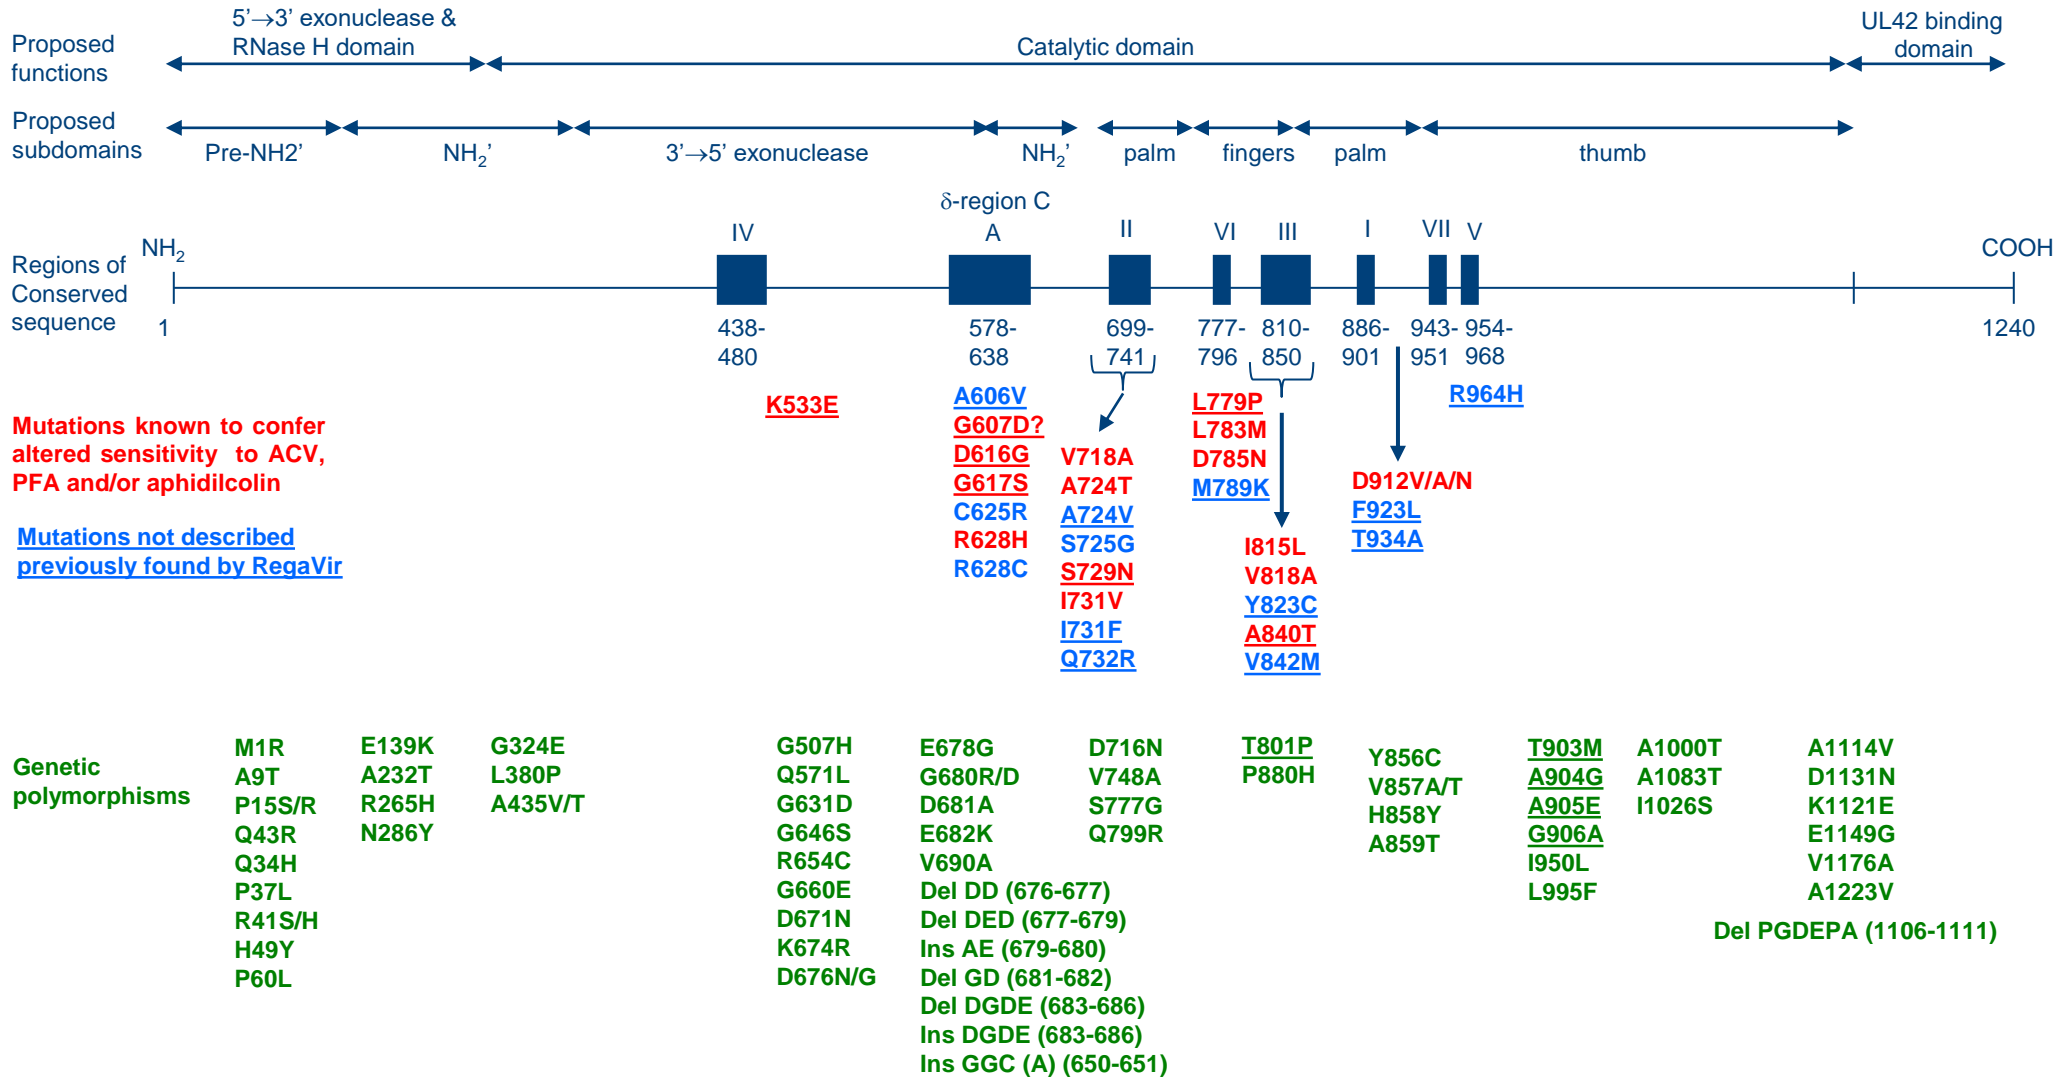 5’→3’ exonuclease &
RNase H domain
Catalytic domain
UL42 binding
domain
Proposed
functions
Proposed
subdomains
Pre-NH2’
NH2’
3’→5’ exonuclease
NH2’
palm
fingers
palm
thumb
δ-region C
IV
A
II
VI
III
I
VII
V
NH2
COOH
Regions of
Conserved
sequence
1
438-
480
578-
638
699-
741
777-
796
810-
850
886-
901
943-
951
954-
968
1240
Mutations known to confer
altered sensitivity to ACV,
PFA and/or aphidilcolin
Mutations not described
previously found by RegaVir
K533E
A606V
G607D?
D616G
G617S
C625R
R628H
R628C
V718A
A724T
A724V
S725G
S729N
I731V
I731F
Q732R
L779P
L783M
D785N
M789K
I815L
V818A
Y823C
A840T
V842M
D912V/A/N
F923L
T934A
R964H
Genetic
polymorphisms
M1R
A9T
P15S/R
Q43R
Q34H
P37L
R41S/H
H49Y
P60L
E139K
A232T
R265H
N286Y
G324E
L380P
A435V/T
G507H
Q571L
G631D
G646S
R654C
G660E
D671N
K674R
D676N/G
E678G
G680R/D
D681A
E682K
V690A
Del DD (676-677)
Del DED (677-679)
Ins AE (679-680)
Del GD (681-682)
Del DGDE (683-686)
Ins DGDE (683-686)
Ins GGC (A) (650-651)
D716N
V748A
S777G
Q799R
T801P
P880H
Y856C
V857A/T
H858Y
A859T
T903M
A904G
A905E
G906A
I950L
L995F
A1000T
A1083T
I1026S
A1114V
D1131N
K1121E
E1149G
V1176A
A1223V
Del PGDEPA (1106-1111)